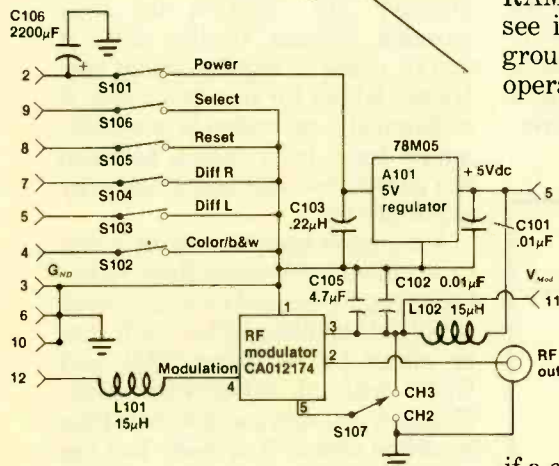 C106
2200µF
+
2
S101
Power
9
S106
Select
8
S105
Reset
7
S104
Diff R
5
S103
Diff L
4
S102
Color/b&w
GND
3
6
10
12
L101
15µH
Modulation
4
1
RF
modulator
CA012174
3
2
5
S107
CH3
CH2
C103
.22µH
78M05
A101
5V
regulator
+ 5Vdc
5
C101
.01µF
C105
4.7µF
C102
0.01µF
L102
15µH
VMod
11
RF
out
RAM
see i
grou
opera
if a c